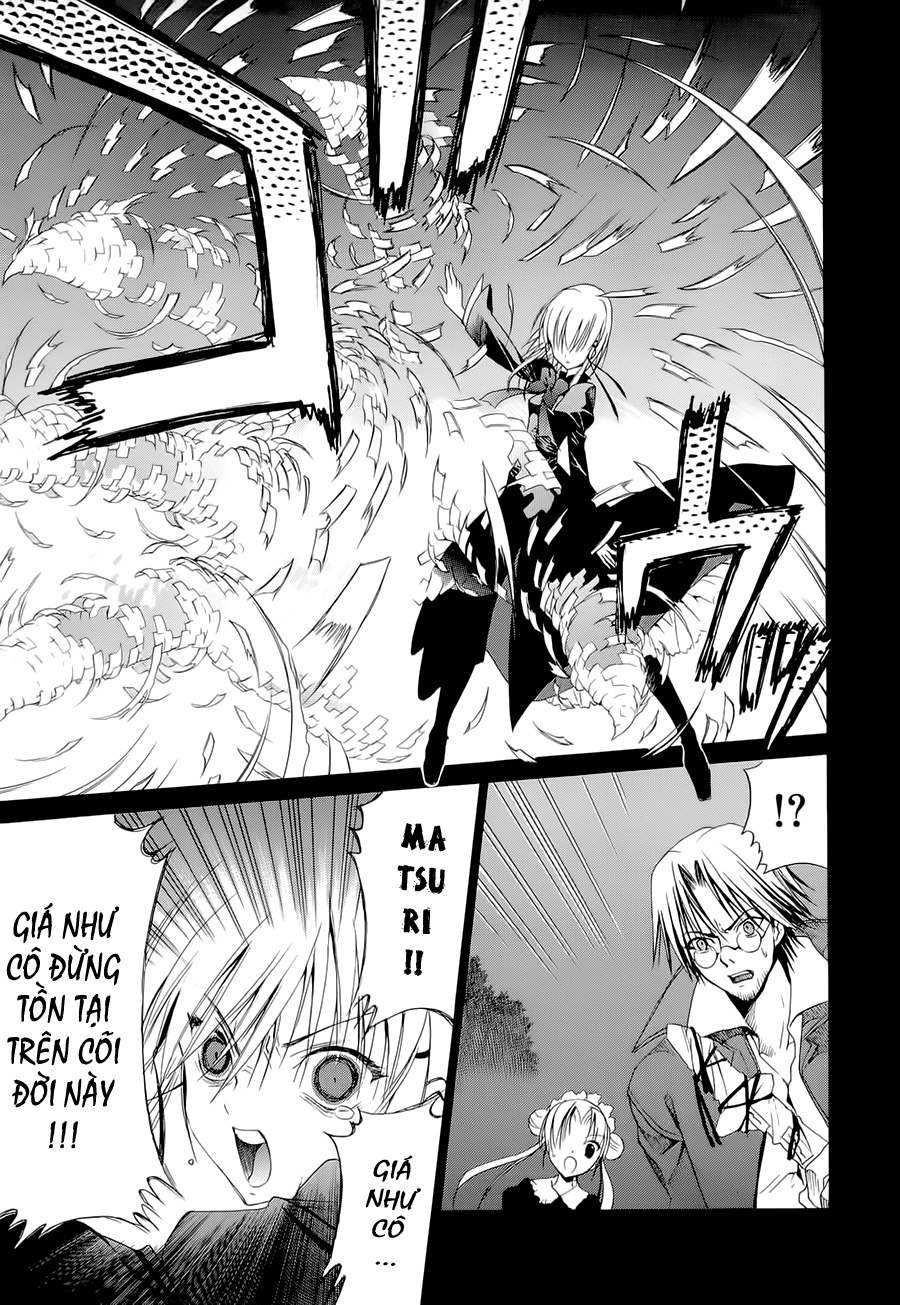 !?
MA
TSU
RI
!!
GIÁ
NHƯ
CÔ
...
GIÁ NHƯ
CÔ ĐỪNG
TỒN TẠI
TRÊN CÕI
ĐỜI NÀY
!!!